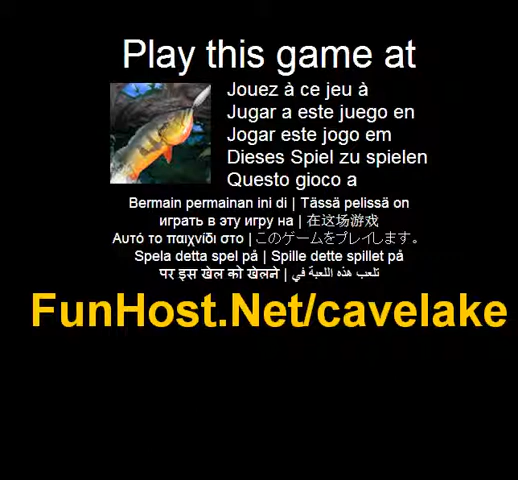 Play this game at
Jouez à ce jeu à
Jugar a este juego en
Jogar este jogo em
Dieses Spiel zu spielen
Questo gioco a
Bermain permainan ini di | Tässä pelissä on
играть в эту игру на | 在这场游戏
Αυτό το παιχνίδι στο | このゲームをプレイします。
Spela detta spel på | Spille dette spillet på
पर इस खेल को खेलने | تلعب هذه اللعبة في
FunHost.Net/cavelake